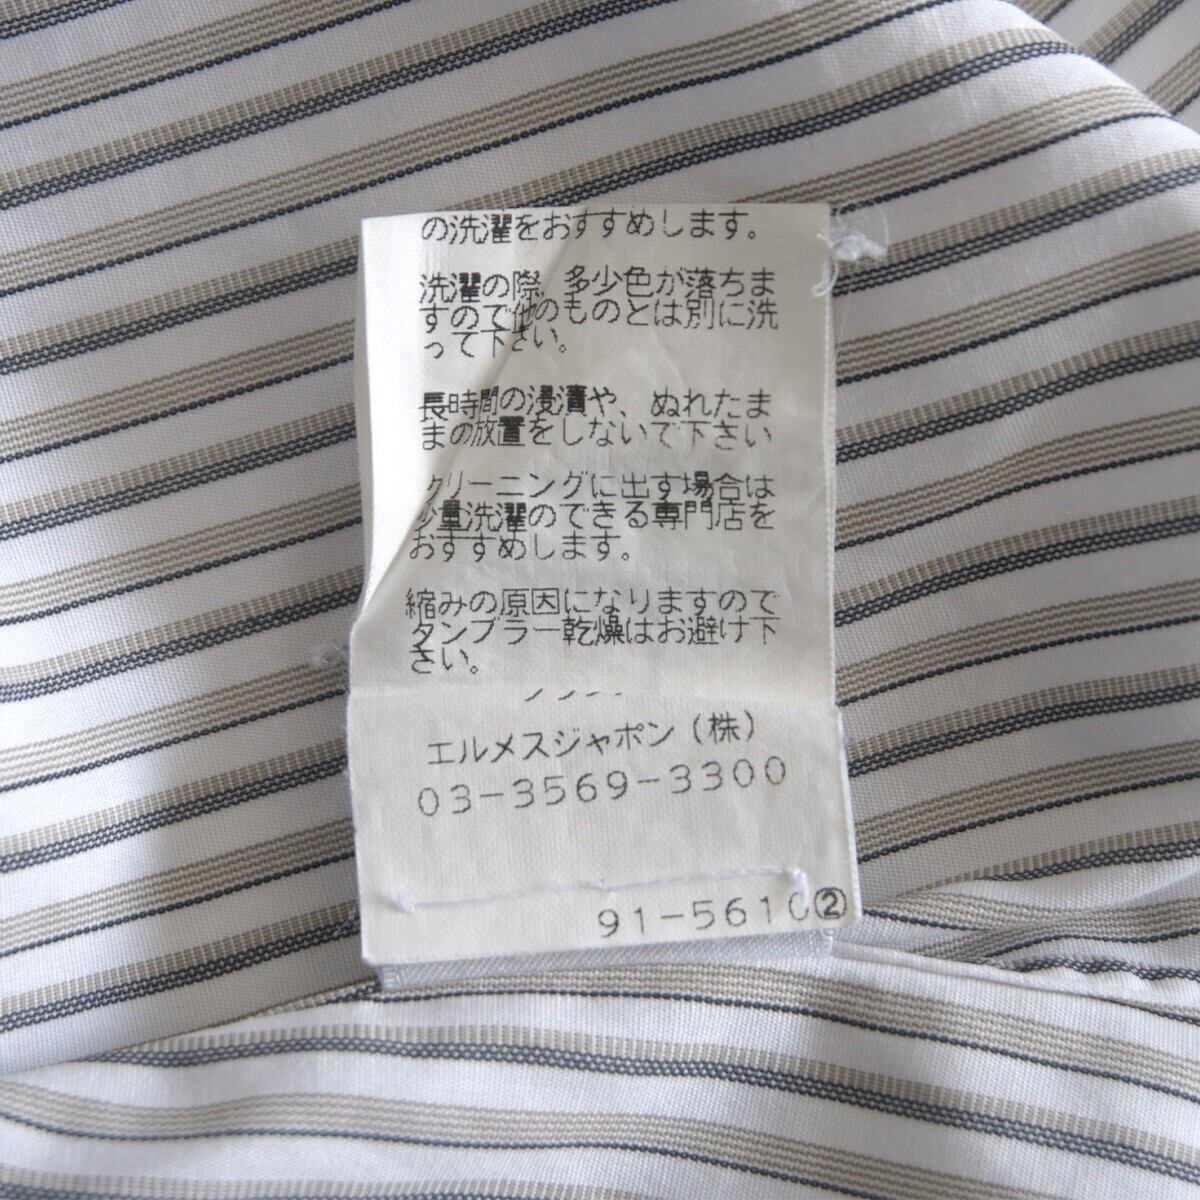 の洗濯をおすすめします。
洗濯の際、多少色が落ちま
すので他のものとは別に洗
って下さい。
長時間の浸漬や、ぬれたま
まの放置をしないで下さい
クリーニングに出す場合は
少量洗濯のできる専門店を
おすすめします。
縮みの原因になりますので
タンブラー乾燥はお避け下
さい。
エルメスジャポン(株)
03-3569-3300
91-5610②